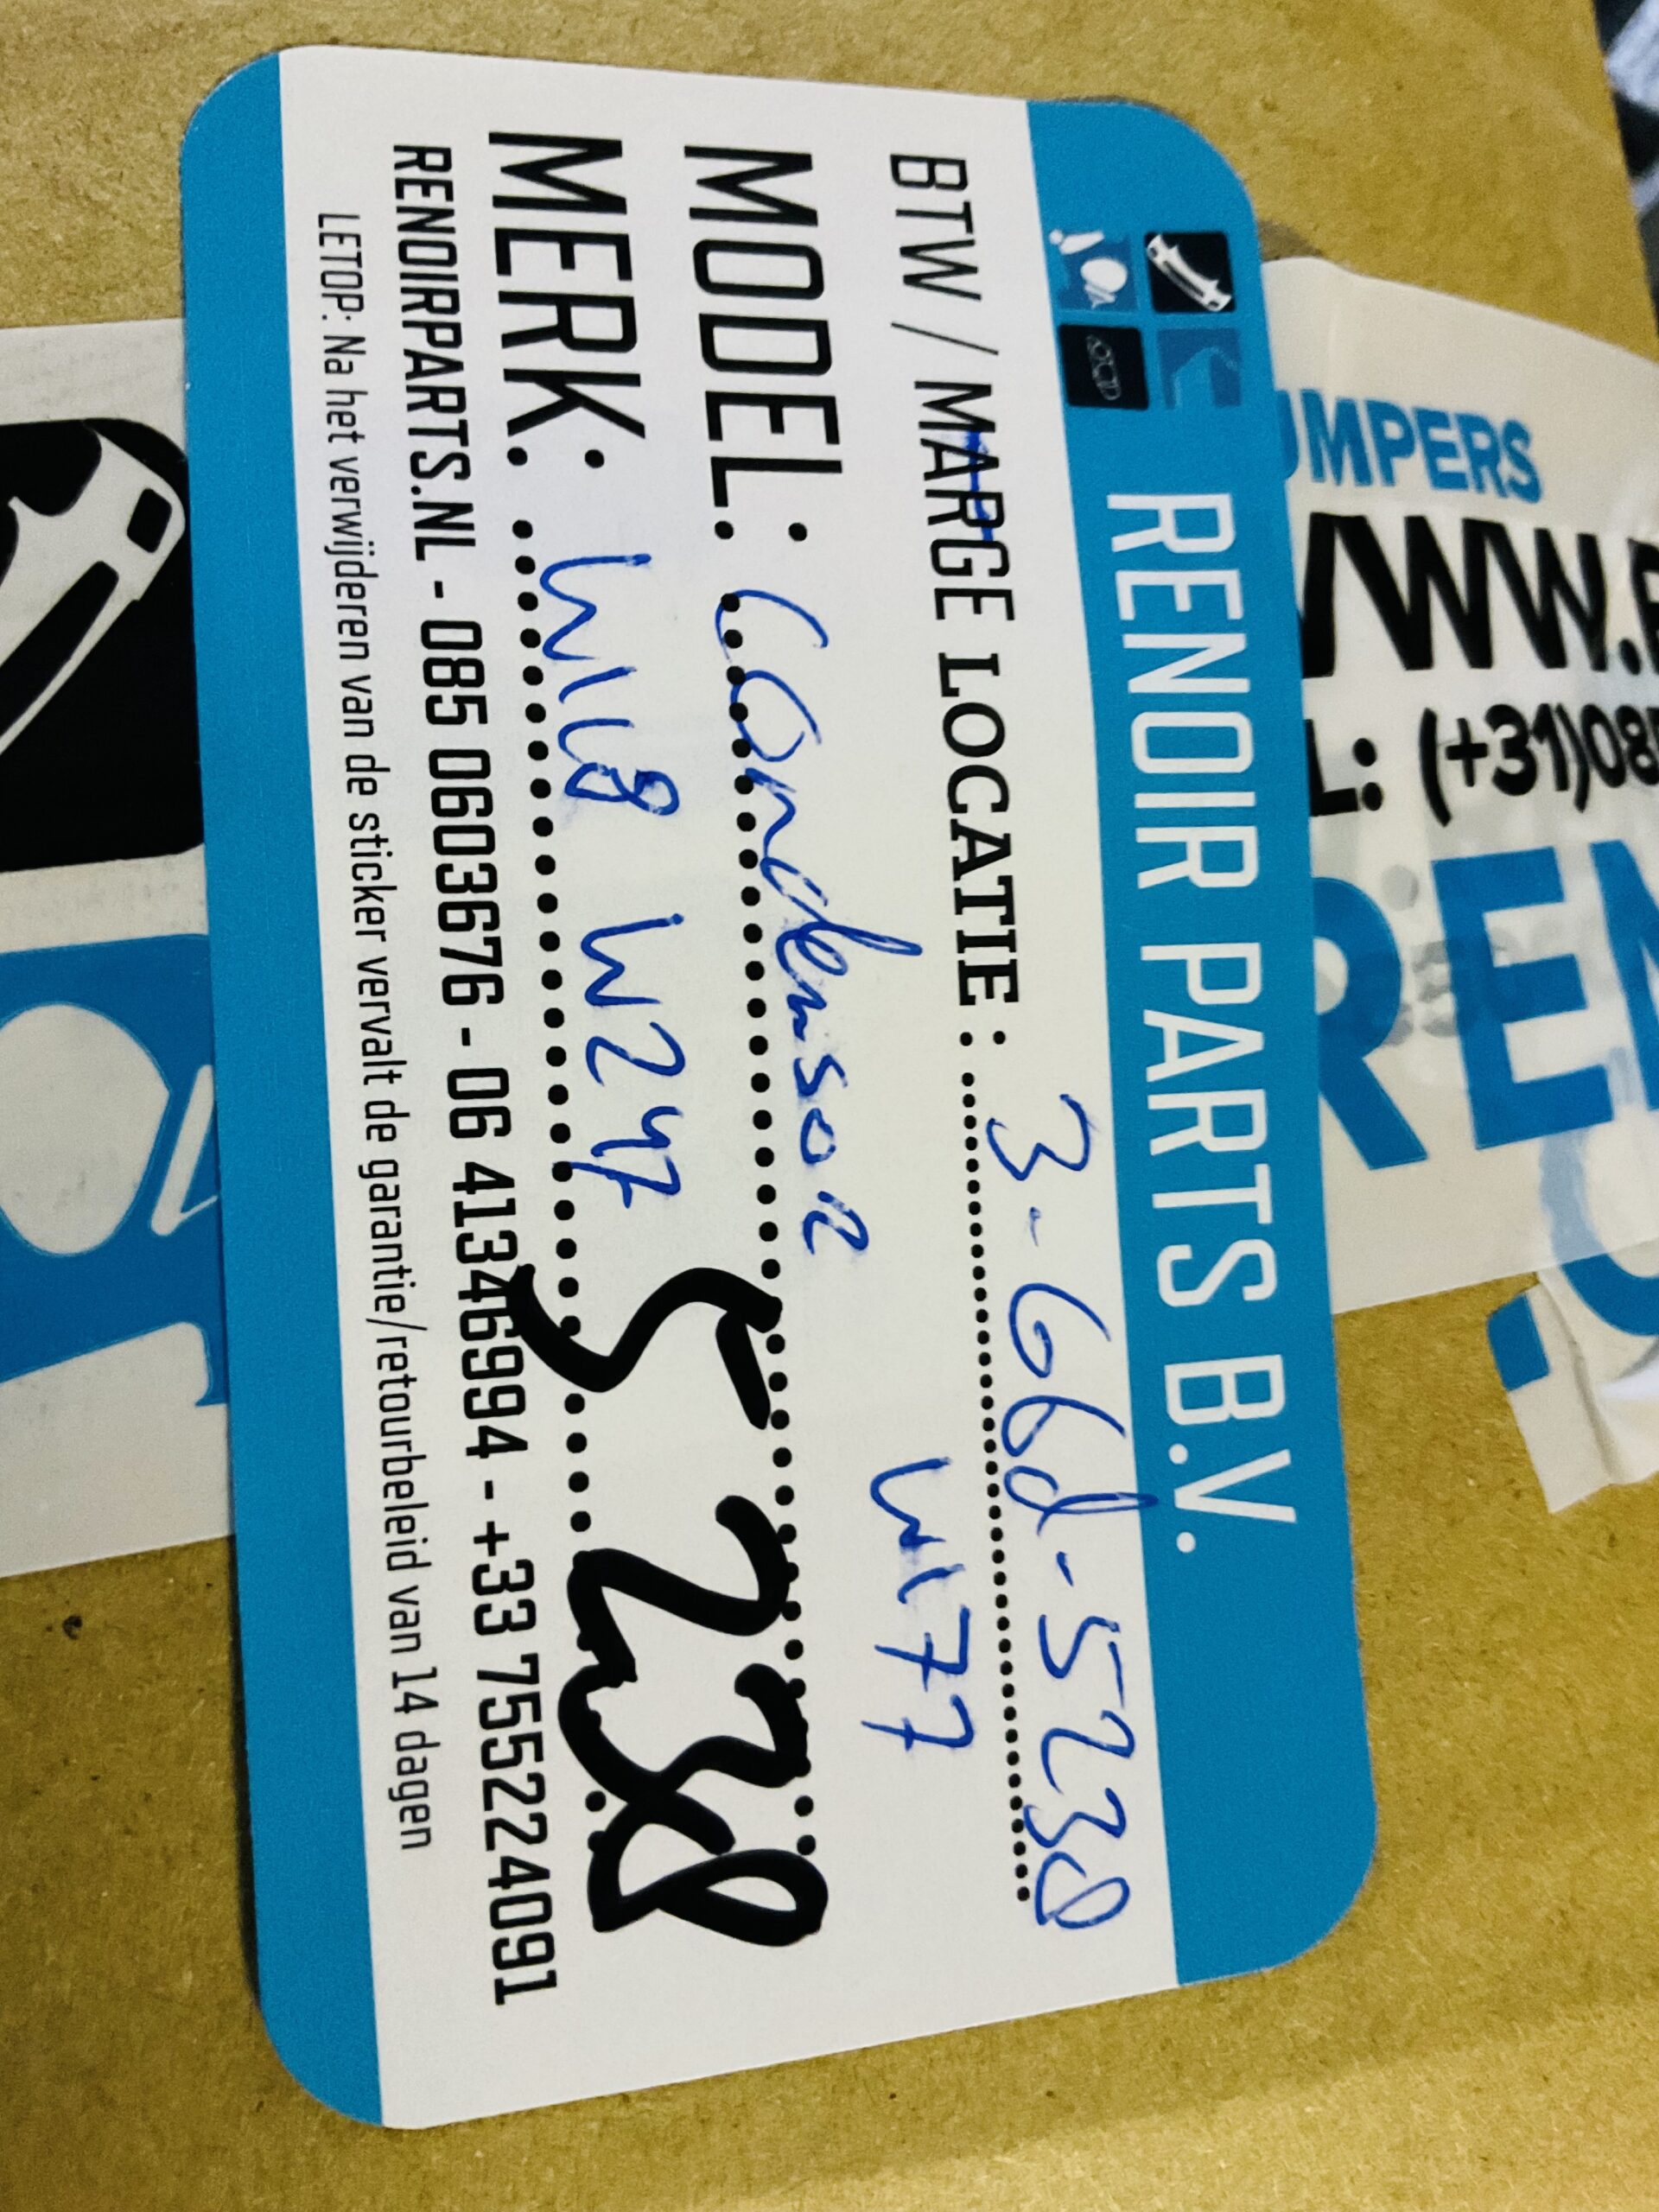 RENOIR PARTS B.V.
BTW / MARGE LOCATIE: 3-66d-5238
W177
MODEL: Condensor
MERK: W118 W247
5238
RENOIRPARTS.NL - 085 0603676 - 06 41346994 - +33 755224091
LETOP: Na het verwijderen van de sticker vervalt de garantie/retourbeleid van 14 dagen
UMPERS
WWW.
L: (+31)08
REN